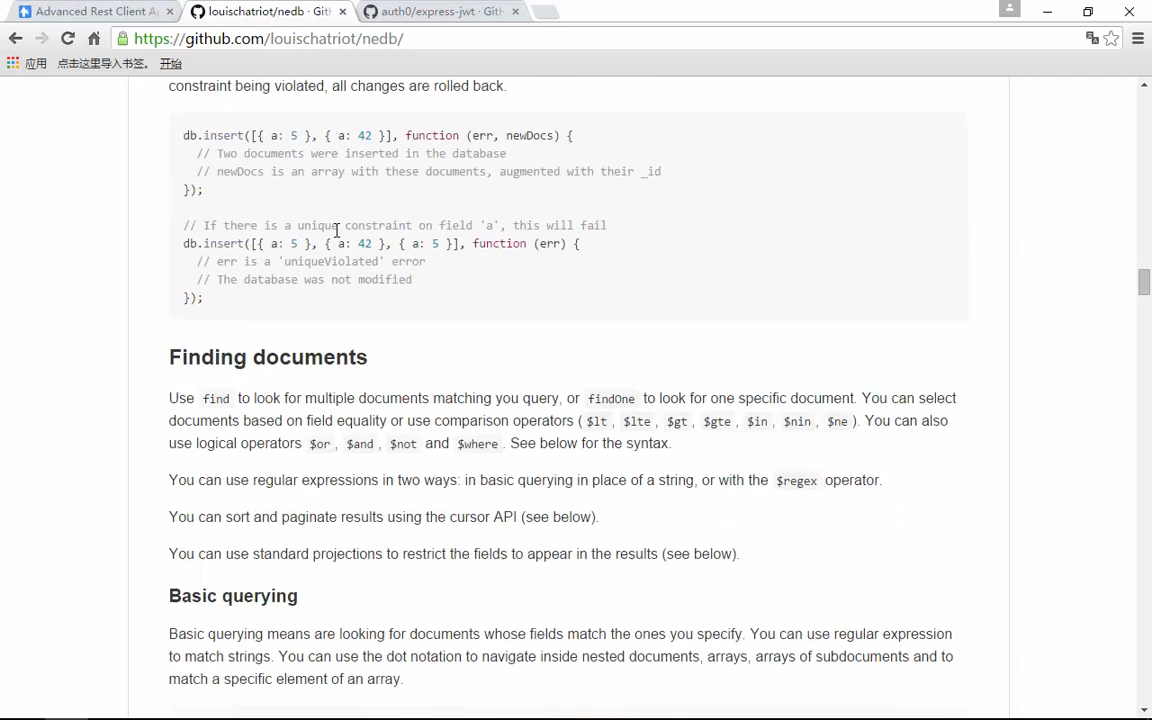 Advanced Rest Client A
louischatriot/nedb · Git
auth0/express-jwt · Git
https://github.com/louischatriot/nedb/
应用 点击这里导入书签。 开始
constraint being violated, all changes are rolled back.
db.insert([{ a: 5 }, { a: 42 }], function (err, newDocs) {
// Two documents were inserted in the database
// newDocs is an array with these documents, augmented with their _id
});
// If there is a unique constraint on field 'a', this will fail
db.insert([{ a: 5 }, { a: 42 }, { a: 5 }], function (err) {
// err is a 'uniqueViolated' error
// The database was not modified
});
Finding documents
Use find to look for multiple documents matching you query, or findOne to look for one specific document. You can select
documents based on field equality or use comparison operators ( $lt , $lte , $gt , $gte , $in , $nin , $ne ). You can also
use logical operators $or , $and , $not and $where . See below for the syntax.
You can use regular expressions in two ways: in basic querying in place of a string, or with the $regex operator.
You can sort and paginate results using the cursor API (see below).
You can use standard projections to restrict the fields to appear in the results (see below).
Basic querying
Basic querying means are looking for documents whose fields match the ones you specify. You can use regular expression
to match strings. You can use the dot notation to navigate inside nested documents, arrays, arrays of subdocuments and to
match a specific element of an array.